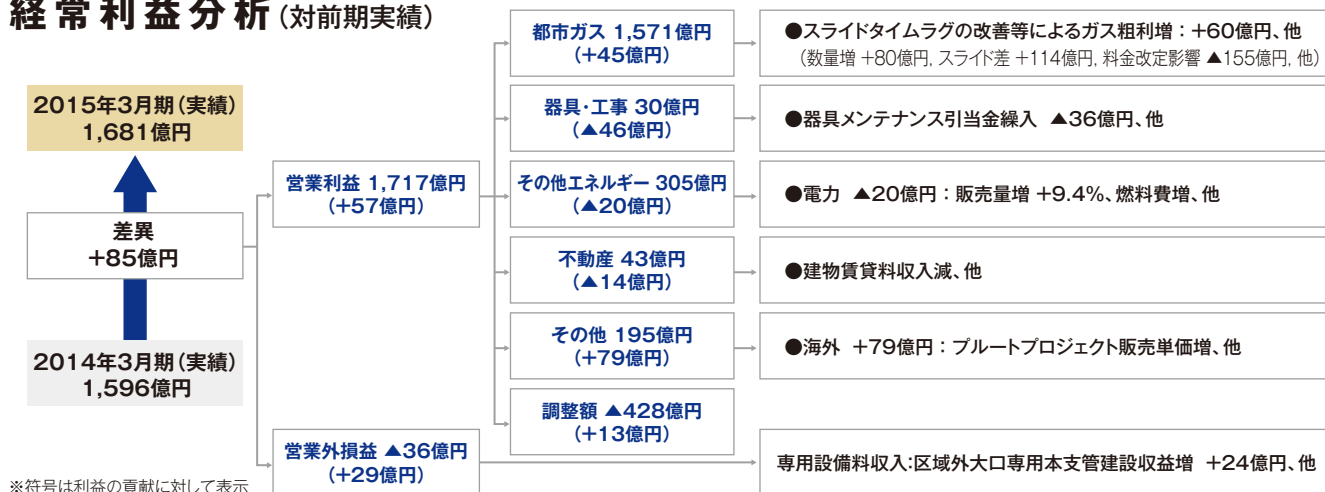 経常利益分析(対前期実績)
2015年3月期(実績)
1,681億円
差異
+85億円
2014年3月期(実績)
1,596億円
※符号は利益の貢献に対して表示
営業利益 1,717億円
(+57億円)
営業外損益 ▲36億円
(+29億円)
都市ガス 1,571億円
(+45億円)
器具・工事 30億円
(▲46億円)
その他エネルギー 305億円
(▲20億円)
不動産 43億円
(▲14億円)
その他 195億円
(+79億円)
調整額 ▲428億円
(+13億円)
●スライドタイムラグの改善等によるガス粗利増:+60億円、他
(数量増 +80億円, スライド差 +114億円, 料金改定影響 ▲155億円, 他)
●器具メンテナンス引当金繰入 ▲36億円、他
●電力 ▲20億円:販売量増 +9.4%、燃料費増、他
●建物賃貸料収入減、他
●海外 +79億円:プルートプロジェクト販売単価増、他
専用設備料収入:区域外大口専用本支管建設収益増 +24億円、他